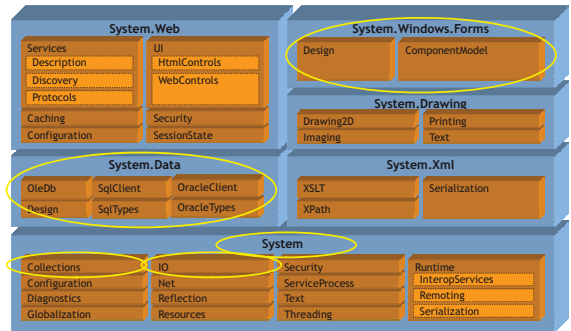 System.Web
Services
Description
Discovery
Protocols
UI
HtmlControls
WebControls
Caching
Security
Configuration
SessionState
System.Windows.Forms
Design
ComponentModel
System.Drawing
Drawing2D
Printing
Imaging
Text
System.Data
OleDb
SqlClient
OracleClient
Design
SqlTypes
OracleTypes
System.Xml
XSLT
Serialization
XPath
System
Collections
IO
Security
Runtime
Configuration
Net
ServiceProcess
InteropServices
Diagnostics
Reflection
Text
Remoting
Globalization
Resources
Threading
Serialization